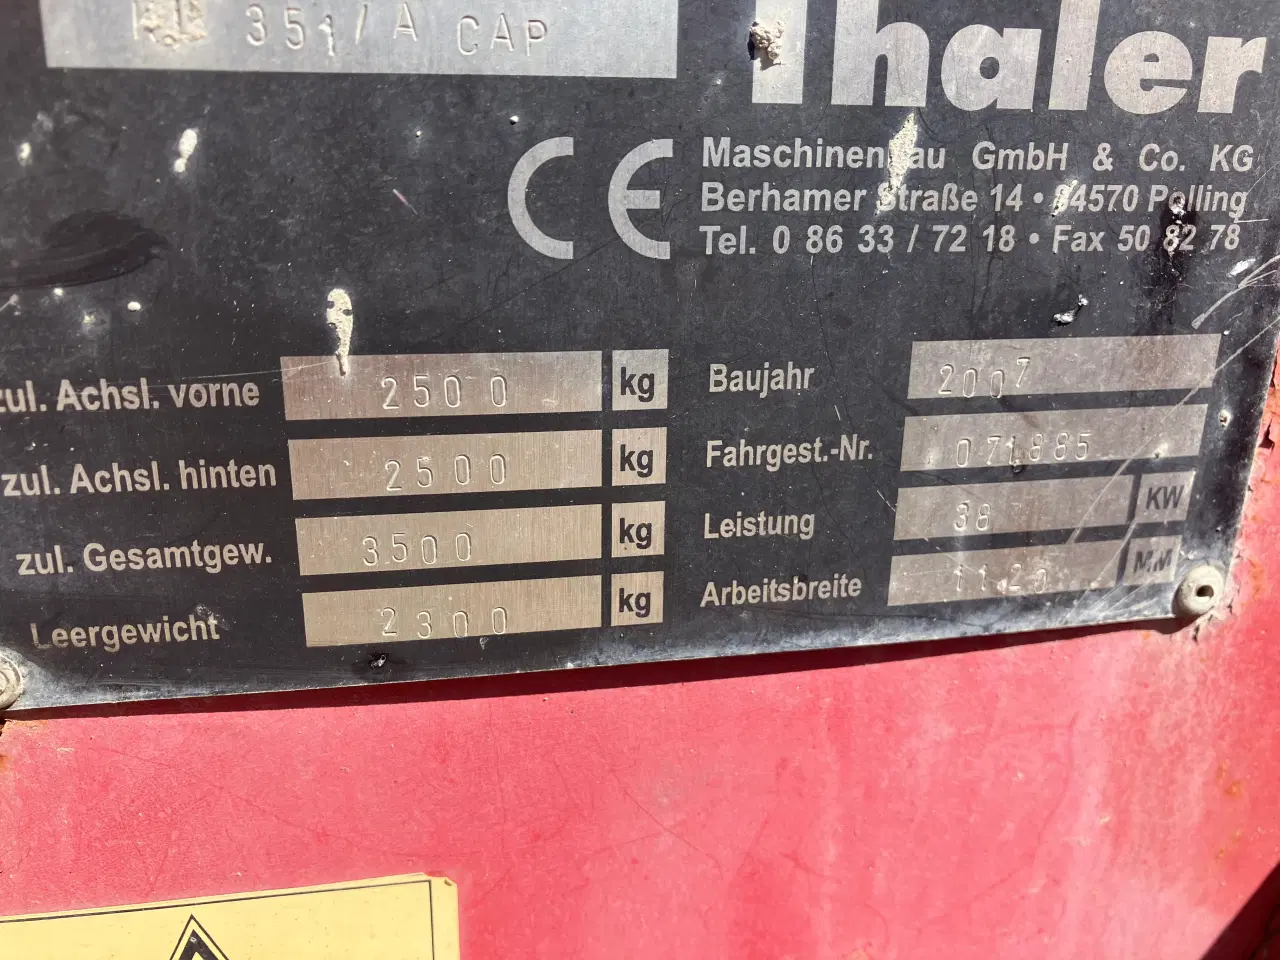 351/A CAP
Thaler
CE
Maschinenbau GmbH & Co. KG
Berhamer Straße 14 • 84570 Polling
Tel. 0 86 33 / 72 18 • Fax 50 82 78
zul. Achsl. vorne 2500 kg
zul. Achsl. hinten 2500 kg
zul. Gesamtgew. 3500 kg
Leergewicht 2300 kg
Baujahr 2007
Fahrgest.-Nr. 071885
Leistung 38 KW
Arbeitsbreite 1120 MM